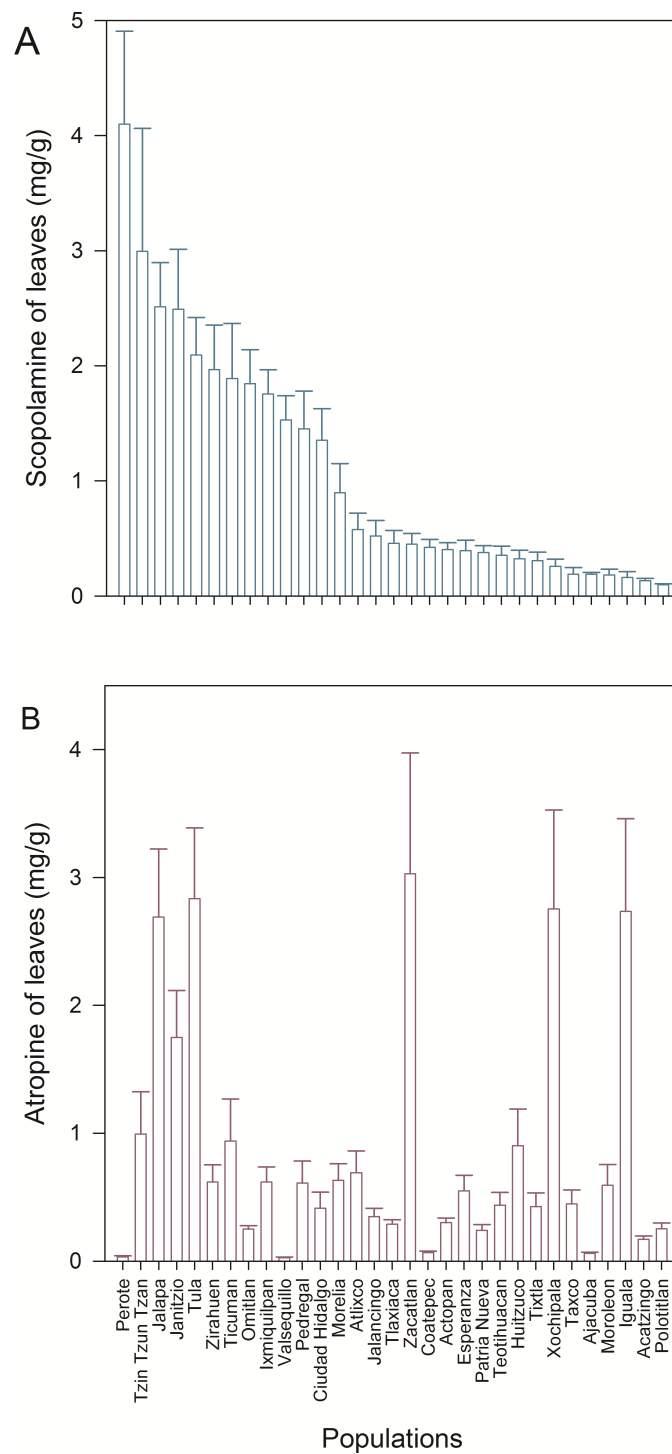 A
Scopolamine of leaves (mg/g)
5
4
3
2
1
0
B
Atropine of leaves (mg/g)
4
3
2
1
0
Perote
Tzin Tzun Tzan
Jalapa
Janitzio
Tula
Zirahuen
Ticuman
Omitlan
Ixmiquilpan
Valsequillo
Pedregal
Ciudad Hidalgo
Morelia
Atlixco
Jalancingo
Tlaxiaca
Zacatlan
Coatepec
Actopan
Esperanza
Patria Nueva
Teotihuacan
Huitzuco
Tixtla
Xochipala
Taxco
Ajacuba
Moroleon
Iguala
Acatzingo
Polotitlan
Populations